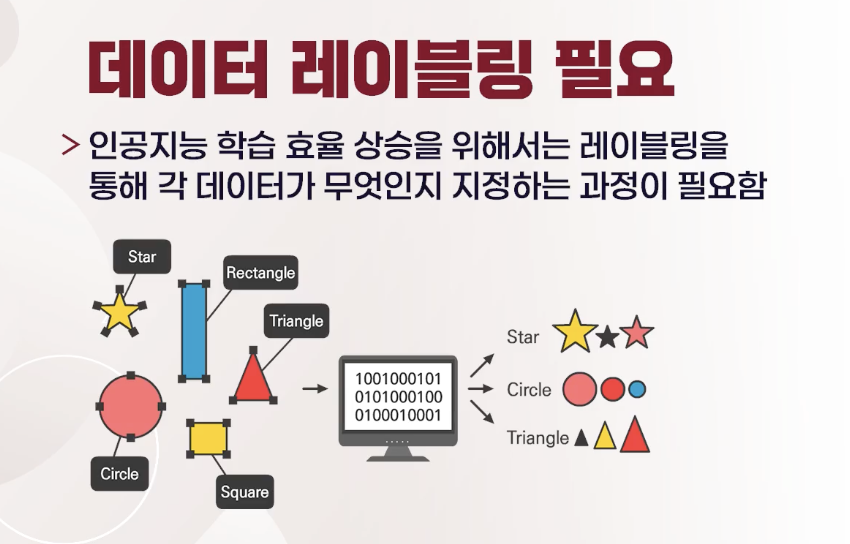 데이터 레이블링 필요
> 인공지능 학습 효율 상승을 위해서는 레이블링을
통해 각 데이터가 무엇인지 지정하는 과정이 필요함
Star
Rectangle
Triangle
Circle
Square
1001000101
0101000100
0100010001
Star
Circle
Triangle